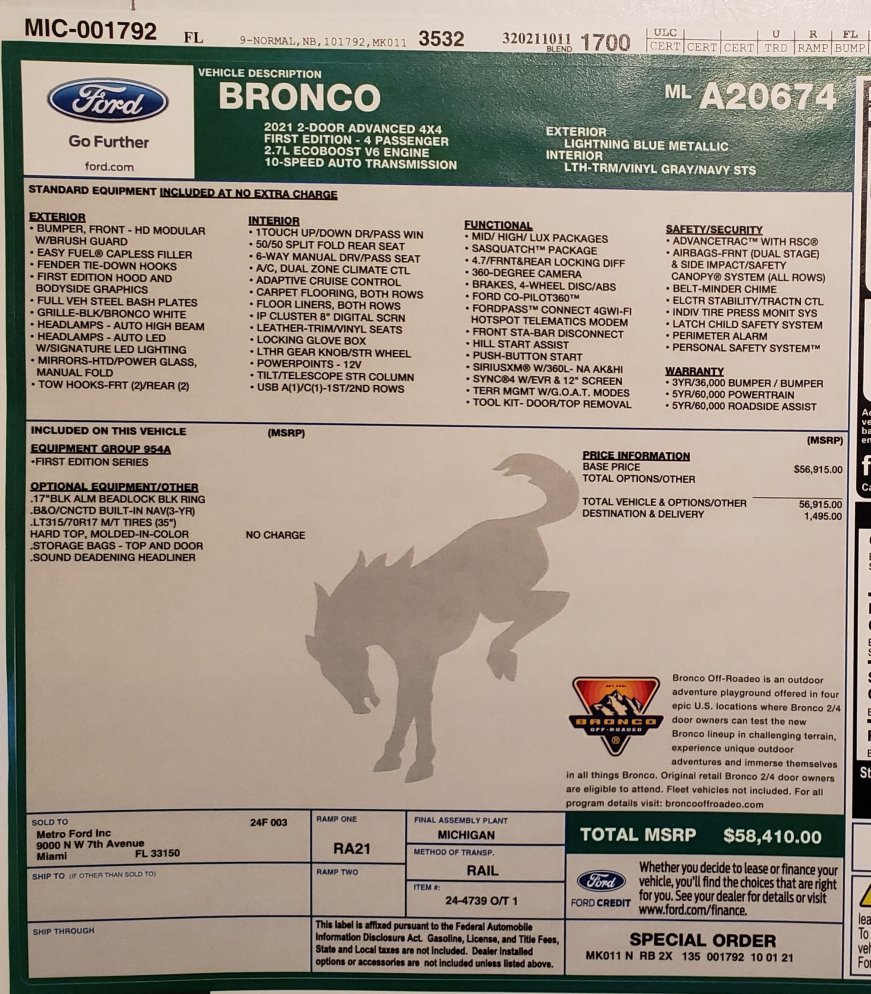 MIC-001792 FL 9-NORMAL,NB,101792,MK011 3532 320211011 BLEND 1700
ULC U R FL
CERT CERT CERT TRD RAMP BUMP
Ford
Go Further
ford.com
VEHICLE DESCRIPTION
BRONCO
ML A20674
2021 2-DOOR ADVANCED 4X4
FIRST EDITION - 4 PASSENGER
2.7L ECOBOOST V6 ENGINE
10-SPEED AUTO TRANSMISSION
EXTERIOR
LIGHTNING BLUE METALLIC
INTERIOR
LTH-TRM/VINYL GRAY/NAVY STS
STANDARD EQUIPMENT INCLUDED AT NO EXTRA CHARGE
EXTERIOR
• BUMPER, FRONT - HD MODULAR
W/BRUSH GUARD
• EASY FUEL® CAPLESS FILLER
• FENDER TIE-DOWN HOOKS
• FIRST EDITION HOOD AND
BODYSIDE GRAPHICS
• FULL VEH STEEL BASH PLATES
• GRILLE-BLK/BRONCO WHITE
• HEADLAMPS - AUTO HIGH BEAM
• HEADLAMPS - AUTO LED
W/SIGNATURE LED LIGHTING
• MIRRORS-HTD/POWER GLASS,
MANUAL FOLD
• TOW HOOKS-FRT (2)/REAR (2)
INTERIOR
• 1TOUCH UP/DOWN DR/PASS WIN
• 50/50 SPLIT FOLD REAR SEAT
• 6-WAY MANUAL DRV/PASS SEAT
• A/C, DUAL ZONE CLIMATE CTL
• ADAPTIVE CRUISE CONTROL
• CARPET FLOORING, BOTH ROWS
• FLOOR LINERS, BOTH ROWS
• IP CLUSTER 8" DIGITAL SCRN
• LEATHER-TRIM/VINYL SEATS
• LOCKING GLOVE BOX
• LTHR GEAR KNOB/STR WHEEL
• POWERPOINTS - 12V
• TILT/TELESCOPE STR COLUMN
• USB A(1)/C(1)-1ST/2ND ROWS
FUNCTIONAL
• MID/ HIGH/ LUX PACKAGES
• SASQUATCH™ PACKAGE
• 4.7/FRNT&REAR LOCKING DIFF
• 360-DEGREE CAMERA
• BRAKES, 4-WHEEL DISC/ABS
• FORD CO-PILOT360™
• FORDPASS™ CONNECT 4GWI-FI
HOTSPOT TELEMATICS MODEM
• FRONT STA-BAR DISCONNECT
• HILL START ASSIST
• PUSH-BUTTON START
• SIRIUSXM® W/360L- NA AK&HI
• SYNC®4 W/EVR & 12" SCREEN
• TERR MGMT W/G.O.A.T. MODES
• TOOL KIT- DOOR/TOP REMOVAL
SAFETY/SECURITY
• ADVANCETRAC™ WITH RSC®
• AIRBAGS-FRNT (DUAL STAGE)
& SIDE IMPACT/SAFETY
CANOPY® SYSTEM (ALL ROWS)
• BELT-MINDER CHIME
• ELCTR STABILITY/TRACTN CTL
• INDIV TIRE PRESS MONIT SYS
• LATCH CHILD SAFETY SYSTEM
• PERIMETER ALARM
• PERSONAL SAFETY SYSTEM™
WARRANTY
• 3YR/36,000 BUMPER / BUMPER
• 5YR/60,000 POWERTRAIN
• 5YR/60,000 ROADSIDE ASSIST
INCLUDED ON THIS VEHICLE (MSRP)
EQUIPMENT GROUP 954A
•FIRST EDITION SERIES
OPTIONAL EQUIPMENT/OTHER
.17"BLK ALM BEADLOCK BLK RING
.B&O/CNCTD BUILT-IN NAV(3-YR)
.LT315/70R17 M/T TIRES (35")
HARD TOP, MOLDED-IN-COLOR NO CHARGE
.STORAGE BAGS - TOP AND DOOR
.SOUND DEADENING HEADLINER
(MSRP)
PRICE INFORMATION
BASE PRICE $56,915.00
TOTAL OPTIONS/OTHER
TOTAL VEHICLE & OPTIONS/OTHER 56,915.00
DESTINATION & DELIVERY 1,495.00
BRONCO
OFF-ROADEO
Bronco Off-Roadeo is an outdoor
adventure playground offered in four
epic U.S. locations where Bronco 2/4
door owners can test the new
Bronco lineup in challenging terrain,
experience unique outdoor
adventures and immerse themselves
in all things Bronco. Original retail Bronco 2/4 door owners
are eligible to attend. Fleet vehicles not included. For all
program details visit: broncooffroadeo.com
SOLD TO 24F 003
Metro Ford Inc
9000 N W 7th Avenue
Miami FL 33150
SHIP TO (IF OTHER THAN SOLD TO)
SHIP THROUGH
RAMP ONE
RA21
RAMP TWO
FINAL ASSEMBLY PLANT
MICHIGAN
METHOD OF TRANSP.
RAIL
ITEM #:
24-4739 O/T 1
This label is affixed pursuant to the Federal Automobile
Information Disclosure Act. Gasoline, License, and Title Fees,
State and Local taxes are not included. Dealer installed
options or accessories are not included unless listed above.
TOTAL MSRP $58,410.00
Ford
FORD CREDIT
Whether you decide to lease or finance your
vehicle, you'll find the choices that are right
for you. See your dealer for details or visit
www.ford.com/finance.
SPECIAL ORDER
MK011 N RB 2X 135 001792 10 01 21